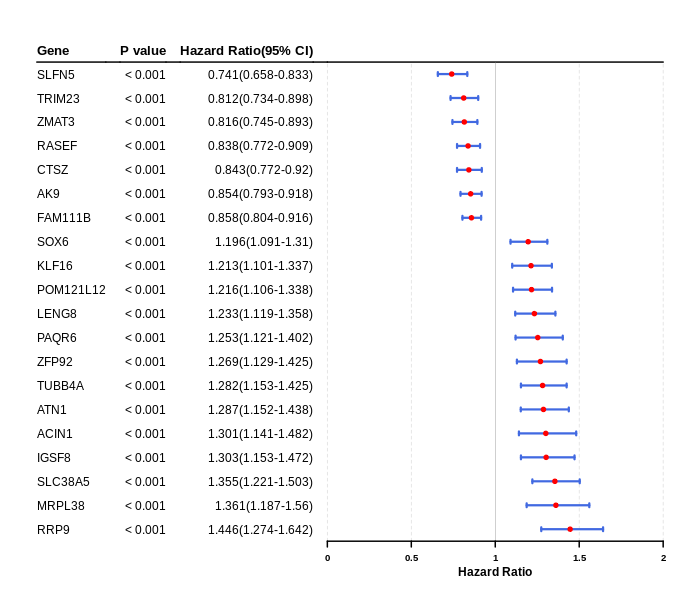 Gene P value Hazard Ratio(95% CI)
SLFN5 < 0.001 0.741(0.658-0.833)
TRIM23 < 0.001 0.812(0.734-0.898)
ZMAT3 < 0.001 0.816(0.745-0.893)
RASEF < 0.001 0.838(0.772-0.909)
CTSZ < 0.001 0.843(0.772-0.92)
AK9 < 0.001 0.854(0.793-0.918)
FAM111B < 0.001 0.858(0.804-0.916)
SOX6 < 0.001 1.196(1.091-1.31)
KLF16 < 0.001 1.213(1.101-1.337)
POM121L12 < 0.001 1.216(1.106-1.338)
LENG8 < 0.001 1.233(1.119-1.358)
PAQR6 < 0.001 1.253(1.121-1.402)
ZFP92 < 0.001 1.269(1.129-1.425)
TUBB4A < 0.001 1.282(1.153-1.425)
ATN1 < 0.001 1.287(1.152-1.438)
ACIN1 < 0.001 1.301(1.141-1.482)
IGSF8 < 0.001 1.303(1.153-1.472)
SLC38A5 < 0.001 1.355(1.221-1.503)
MRPL38 < 0.001 1.361(1.187-1.56)
RRP9 < 0.001 1.446(1.274-1.642)
0 0.5 1 1.5 2
Hazard Ratio